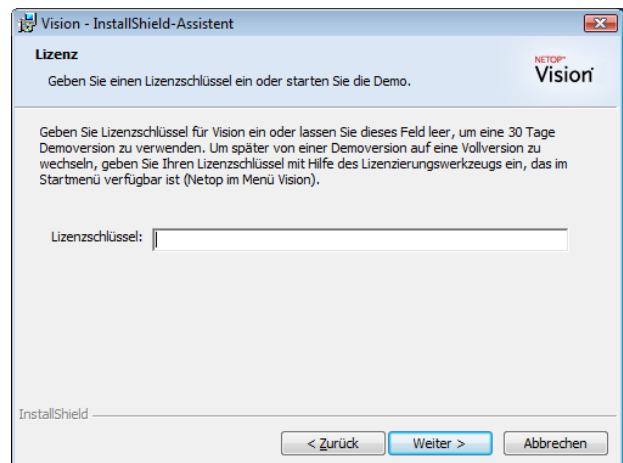 Vision - InstallShield-Assistent
Lizenz
Geben Sie einen Lizenzschlüssel ein oder starten Sie die Demo.
NETOP™
Vision
Geben Sie Lizenzschlüssel für Vision ein oder lassen Sie dieses Feld leer, um eine 30 Tage
Demoversion zu verwenden. Um später von einer Demoversion auf eine Vollversion zu
wechseln, geben Sie Ihren Lizenzschlüssel mit Hilfe des Lizenzierungswerkzeugs ein, das im
Startmenü verfügbar ist (Netop im Menü Vision).
Lizenzschlüssel:
InstallShield
< Zurück
Weiter >
Abbrechen